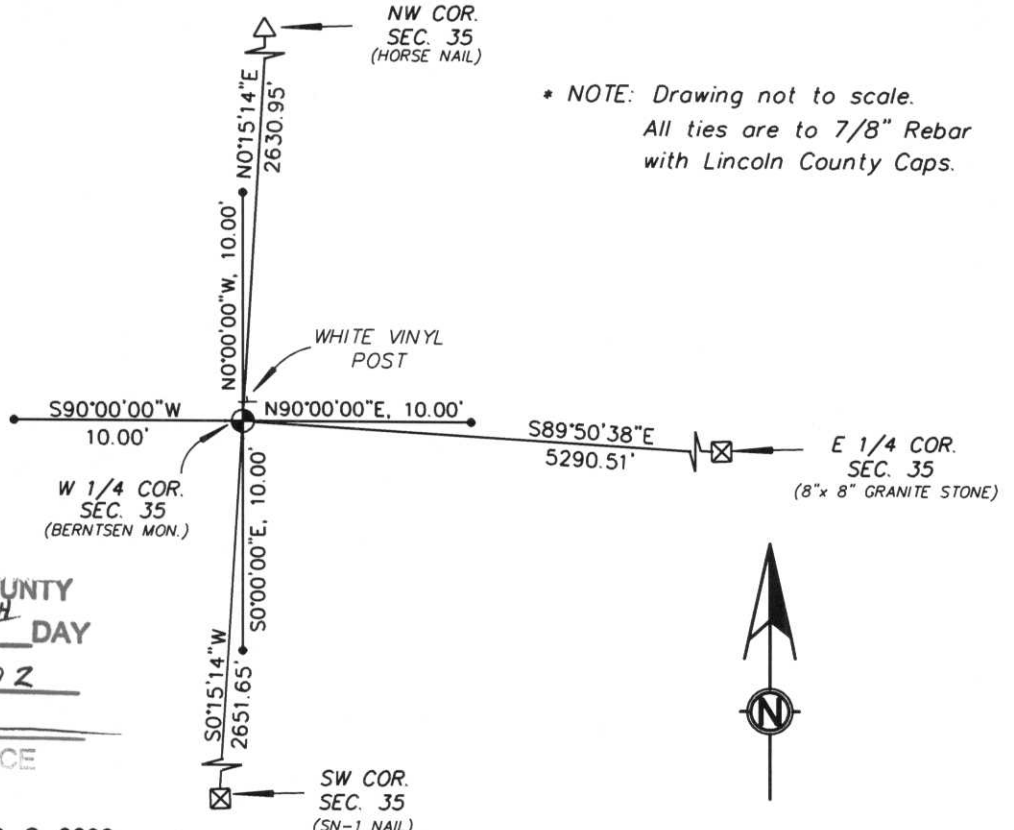 NW COR.
SEC. 35
(HORSE NAIL)
* NOTE: Drawing not to scale.
All ties are to 7/8" Rebar
with Lincoln County Caps.
N0°15'14"E
2630.95'
N0°00'00"W, 10.00'
WHITE VINYL
POST
S90°00'00"W
10.00'
N90°00'00"E, 10.00'
S89°50'38"E
5290.51'
E 1/4 COR.
SEC. 35
(8"x 8" GRANITE STONE)
W 1/4 COR.
SEC. 35
(BERNTSEN MON.)
S0°00'00"E, 10.00'
UNTY
DAY
CE
S0°15'14"W
2651.65'
N
SW COR.
SEC. 35
(SN-1 NAIL)